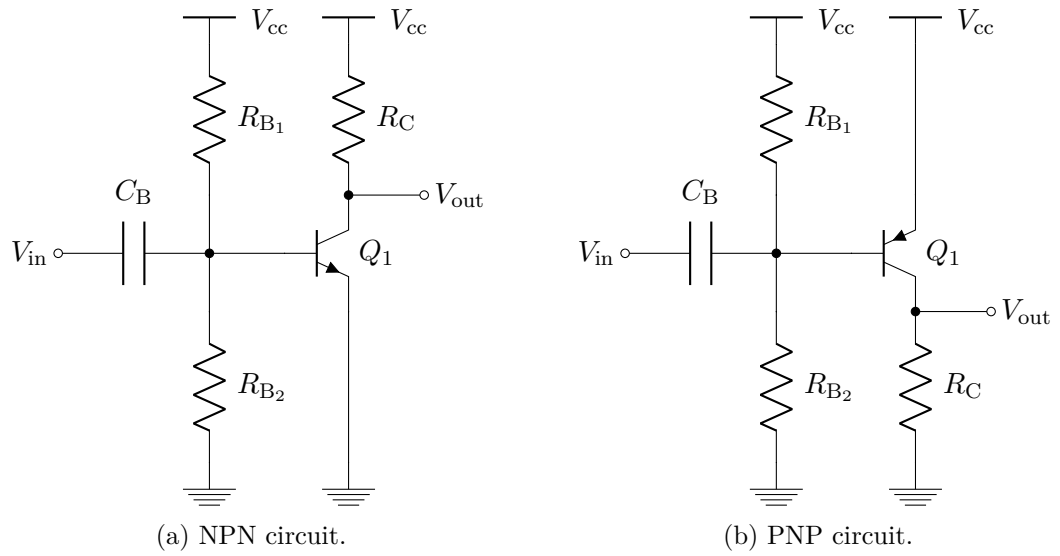 Vcc Vcc Vcc Vcc
RB1 RC RB1
CB Vout CB
Vin Q1 Vin Q1
Vout
RB2 RB2 RC
(a) NPN circuit. (b) PNP circuit.